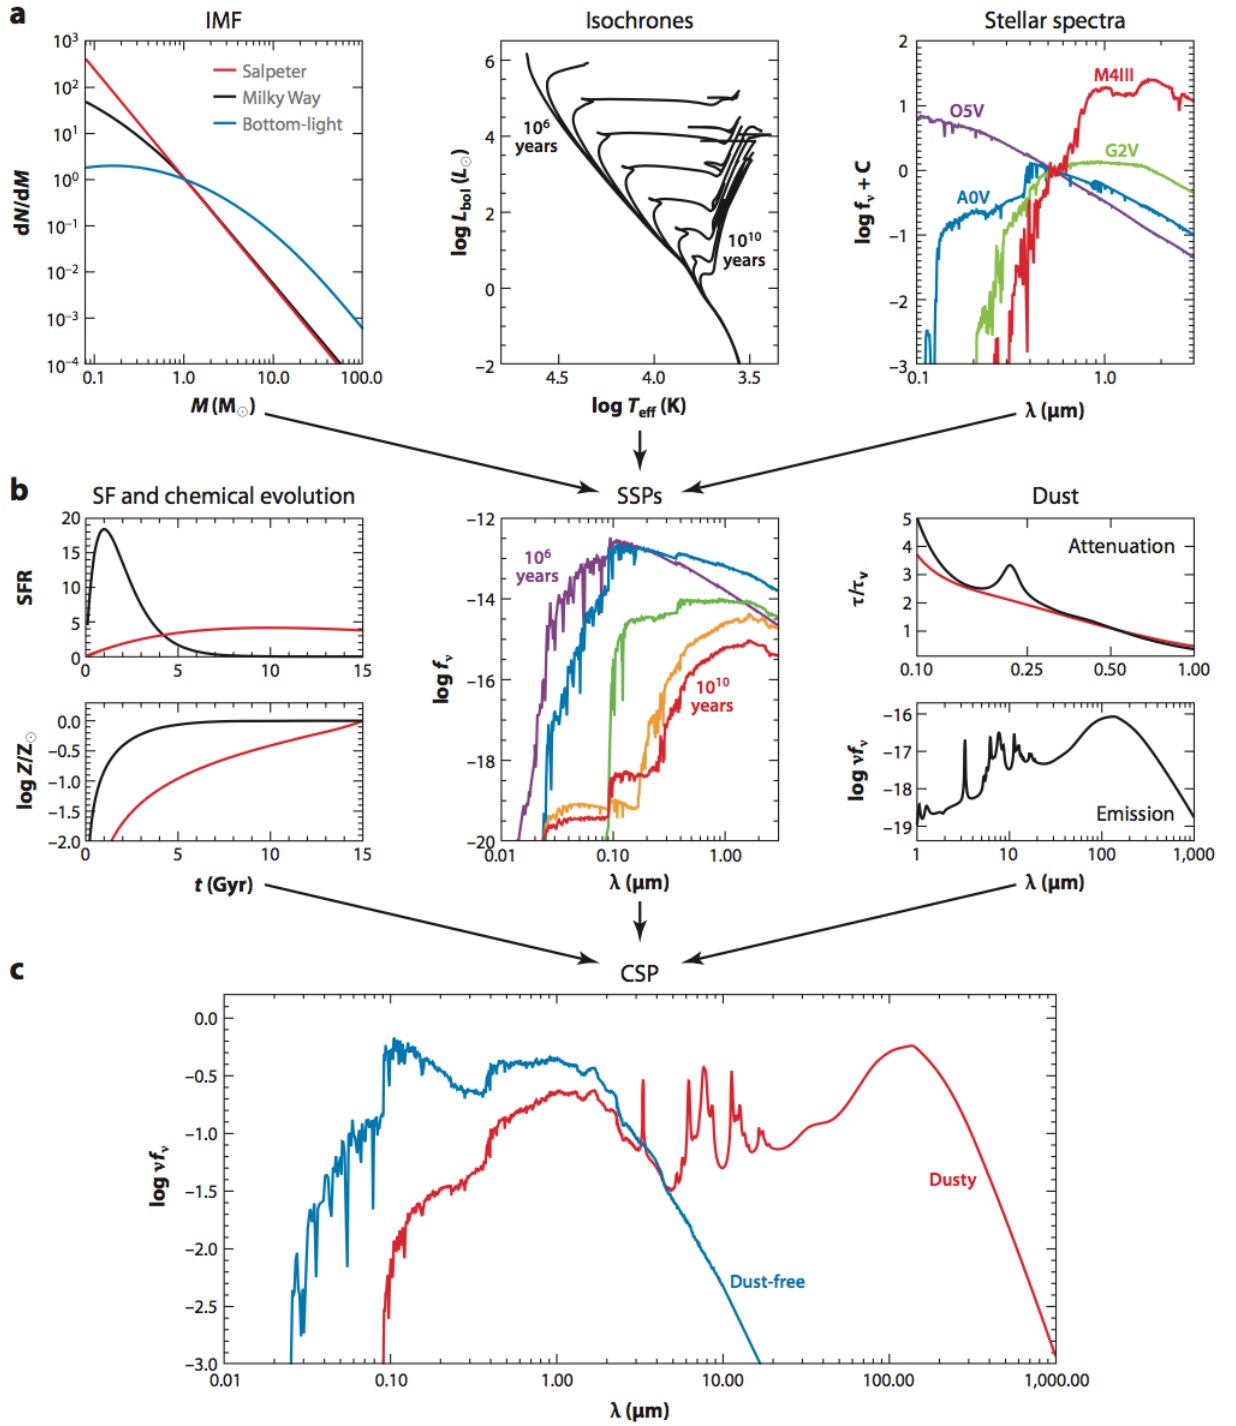 a
IMF
Isochrones
Stellar spectra
10³
10²
10¹
10⁰
10⁻¹
10⁻²
10⁻³
10⁻⁴
dN/dM
Salpeter
Milky Way
Bottom-light
0.1 1.0 10.0 100.0
M (M☉)
6
4
2
0
−2
log L_bol (L☉)
10⁶
years
10¹⁰
years
4.5 4.0 3.5
log T_eff (K)
2
1
0
−1
−2
−3
log f_ν + C
M4III
O5V
G2V
A0V
0.1 1.0
λ (μm)
b
SF and chemical evolution
SSPs
Dust
20
15
10
5
0
SFR
0 5 10 15
0.0
−0.5
−1.0
−1.5
−2.0
log Z/Z☉
0 5 10 15
t (Gyr)
−12
−14
−16
−18
−20
log f_ν
10⁶
years
10¹⁰
years
0.01 0.10 1.00
λ (μm)
5
4
3
2
1
τ/τ_v
Attenuation
0.10 0.25 0.50 1.00
−16
−17
−18
−19
log νf_ν
Emission
1 10 100 1,000
λ (μm)
c
CSP
0.0
−0.5
−1.0
−1.5
−2.0
−2.5
−3.0
log νf_ν
Dusty
Dust-free
0.01 0.10 1.00 10.00 100.00 1,000.00
λ (μm)